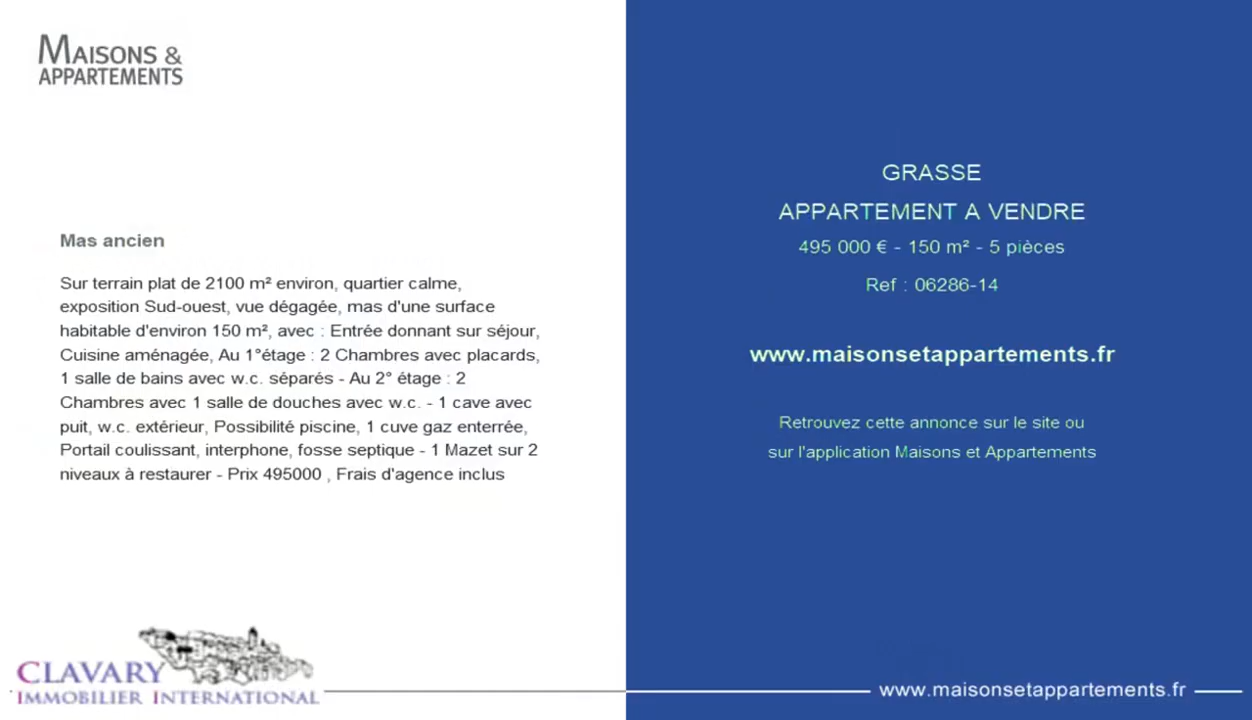 MAISONS &
APPARTEMENTS
Mas ancien
Sur terrain plat de 2100 m² environ, quartier calme,
exposition Sud-ouest, vue dégagée, mas d'une surface
habitable d'environ 150 m², avec : Entrée donnant sur séjour,
Cuisine aménagée, Au 1°étage : 2 Chambres avec placards,
1 salle de bains avec w.c. séparés - Au 2° étage : 2
Chambres avec 1 salle de douches avec w.c. - 1 cave avec
puit, w.c. extérieur, Possibilité piscine, 1 cuve gaz enterrée,
Portail coulissant, interphone, fosse septique - 1 Mazet sur 2
niveaux à restaurer - Prix 495000 , Frais d'agence inclus
CLAVARY
IMMOBILIER INTERNATIONAL
GRASSE
APPARTEMENT A VENDRE
495 000 € - 150 m² - 5 pièces
Ref : 06286-14
www.maisonsetappartements.fr
Retrouvez cette annonce sur le site ou
sur l'application Maisons et Appartements
www.maisonsetappartements.fr